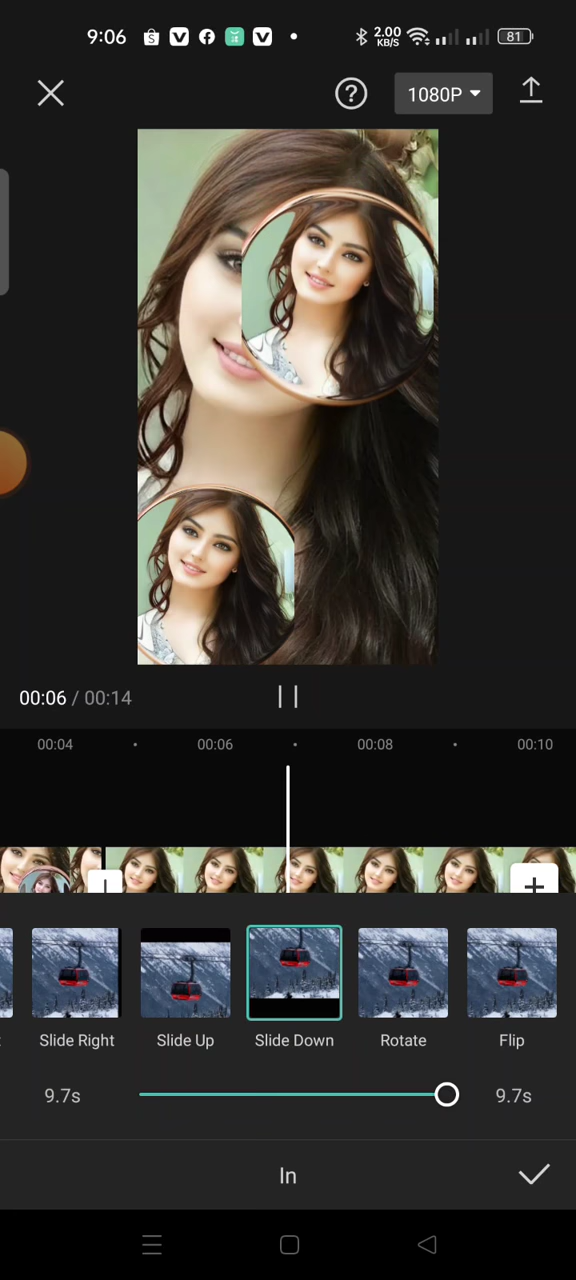 9:06 2.00 KB/S 81
1080P
00:06 / 00:14
00:04 00:06 00:08 00:10
Slide Right Slide Up Slide Down Rotate Flip
9.7s 9.7s
In